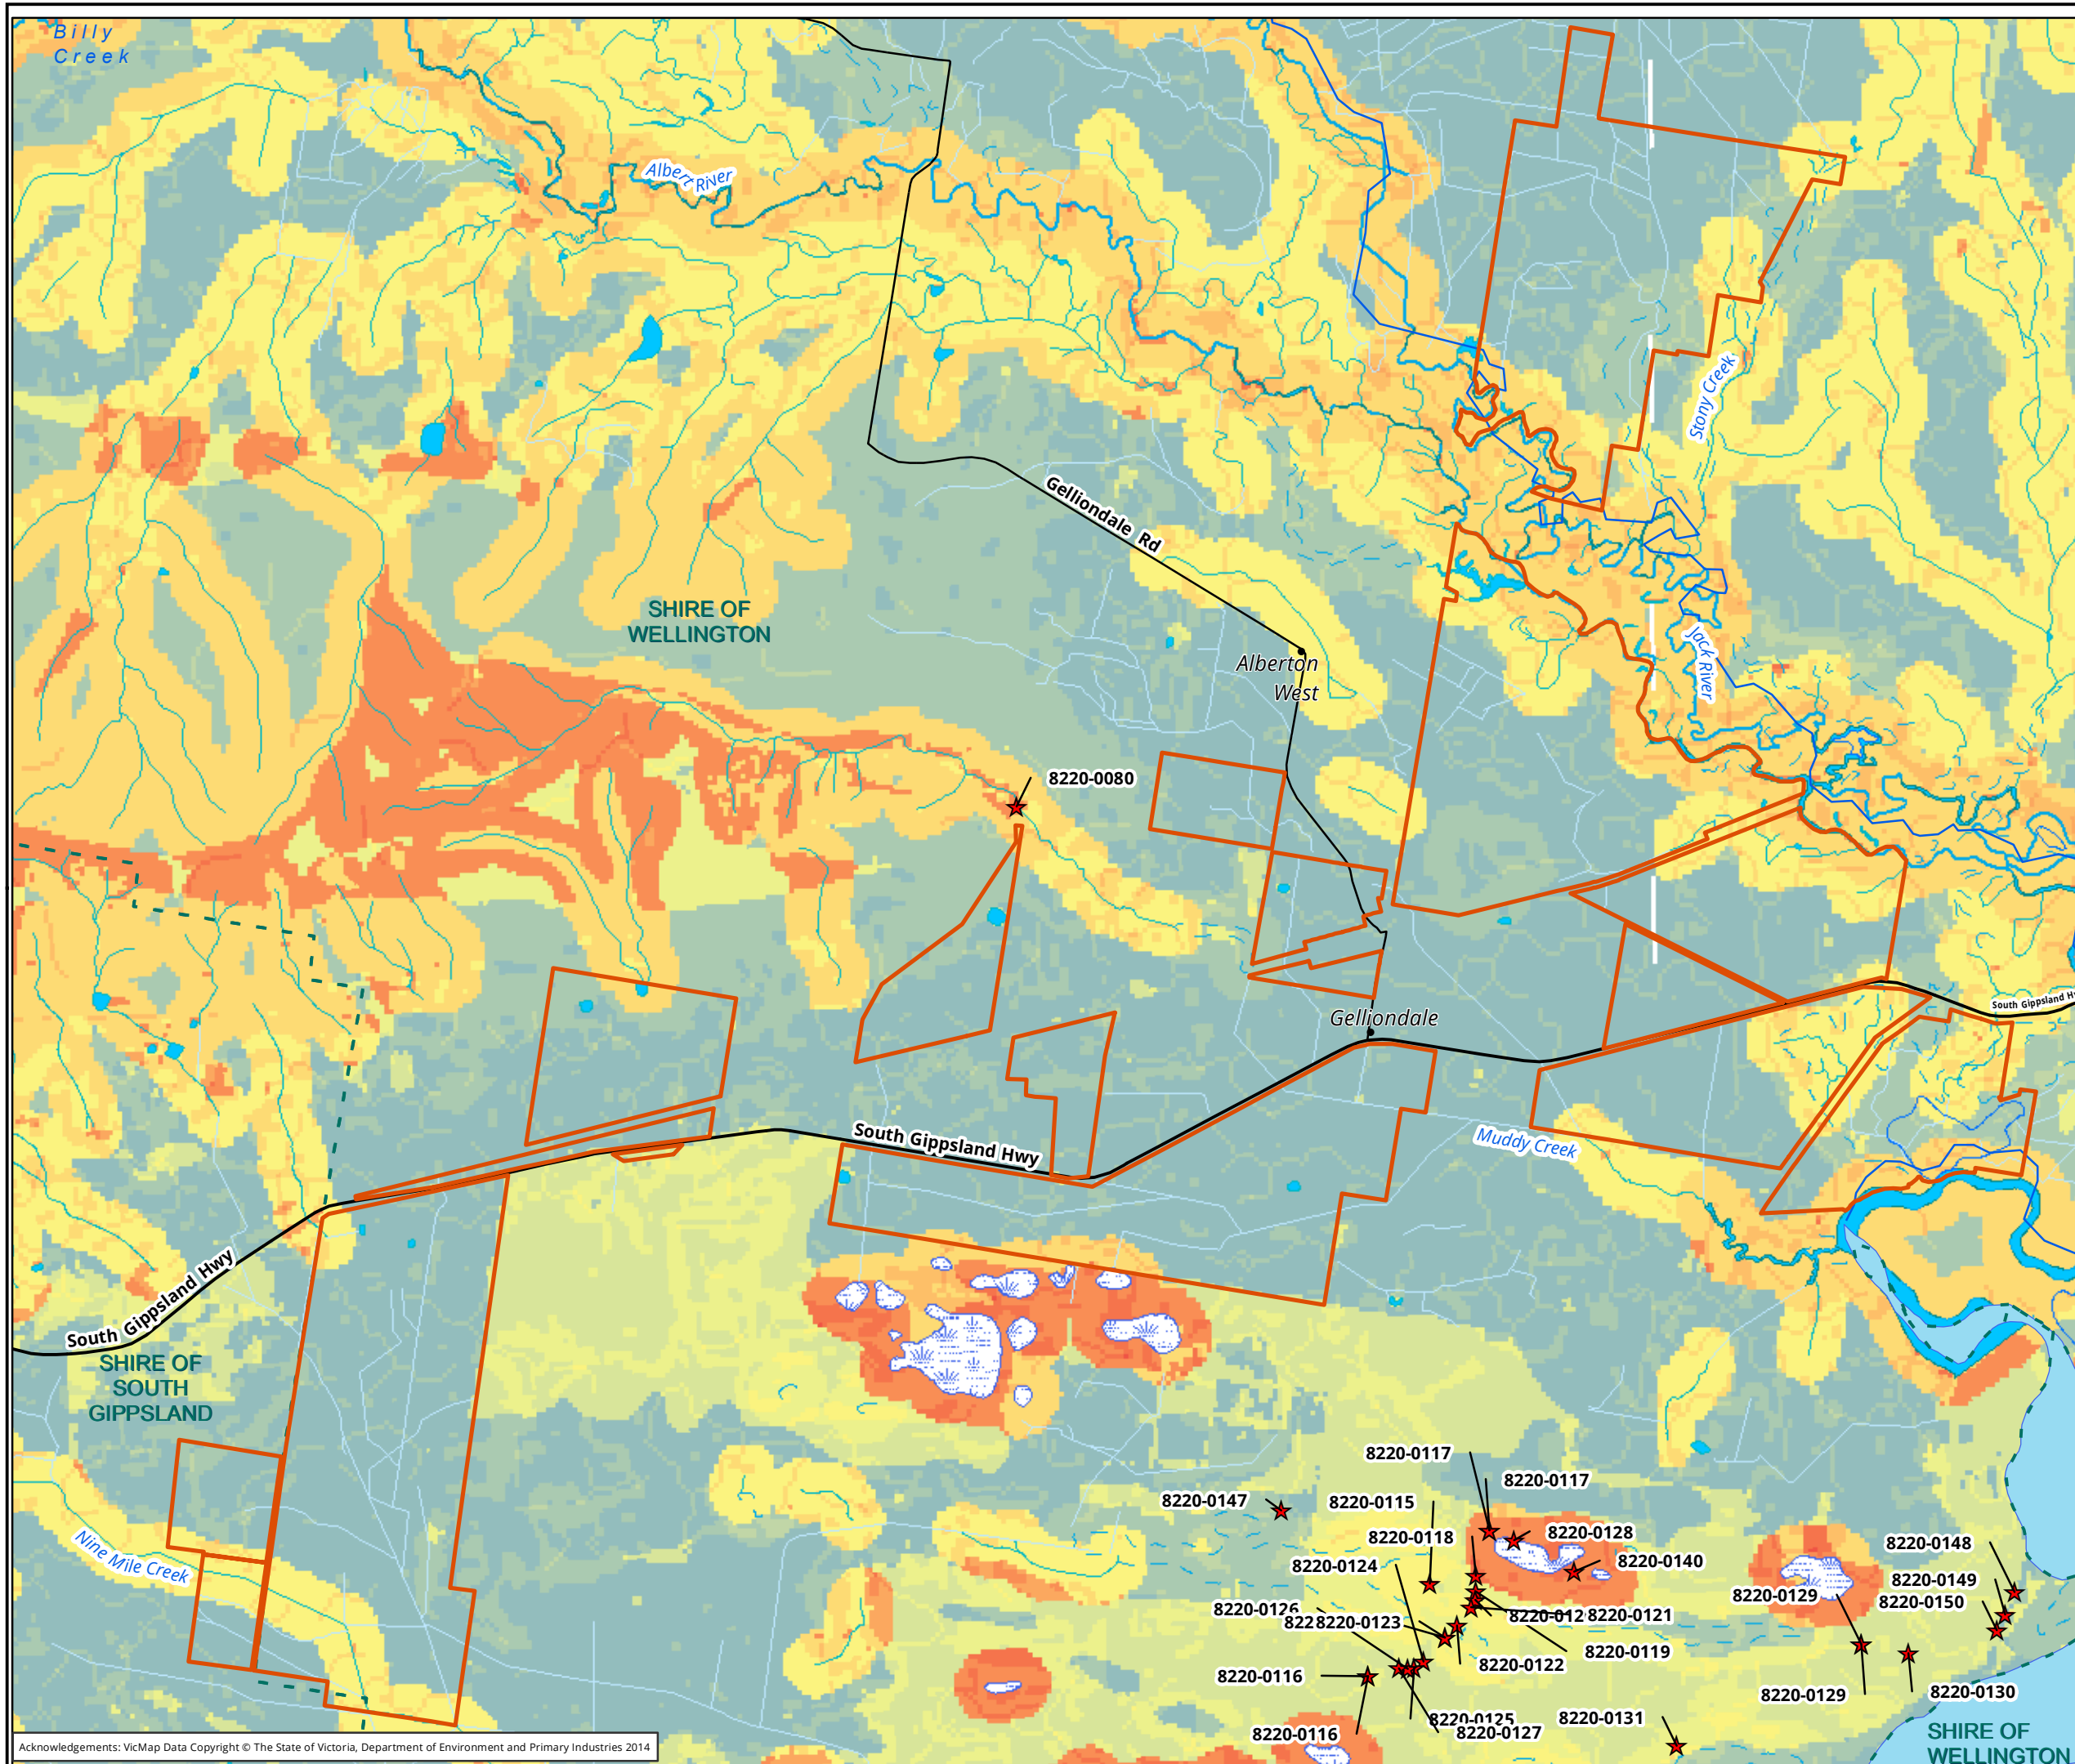 Billy
Creek
Albert River
Stony Creek
Gelliondale Rd
SHIRE OF
WELLINGTON
Alberton
West
Jack River
8220-0080
South Gippsland
Gelliondale
South Gippsland Hwy
Muddy Creek
South Gippsland Hwy
SHIRE OF
SOUTH
GIPPSLAND
Nine Mile Creek
8220-0117
8220-0117
8220-0147
8220-0115
8220-0118
8220-0128
8220-0140
8220-0124
8220-0148
8220-0149
8220-0150
8220-0129
8220-0126
8220-0123
8220-0121
8220-0119
8220-0122
8220-0116
8220-0129
8220-0130
8220-0125
8220-0127
8220-0131
8220-0116
SHIRE OF
WELLINGTON
Acknowledgements: VicMap Data Copyright © The State of Victoria, Department of Environment and Primary Industries 2014